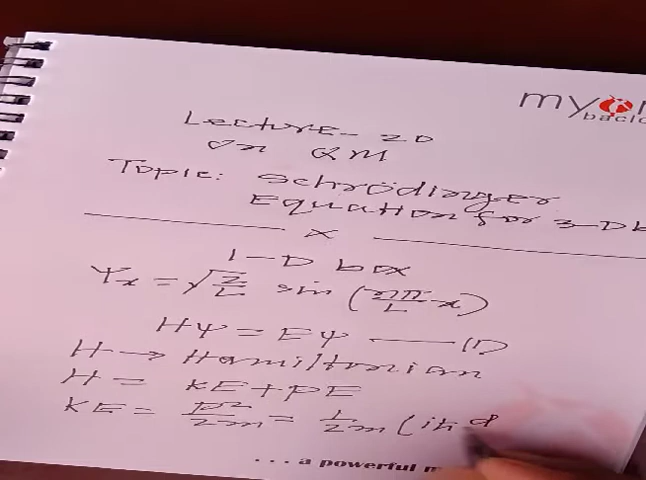 Lecture - 20
On QM
Topic: Schrödinger
Equation for 3-D b
x
1-D box
Ψx = √(2/L) sin (nπ/L x)
HΨ = EΨ —— (1)
H → Hamiltonian
H = KE + PE
KE = P²/2m = 1/2m (iħ d
... a powerful m